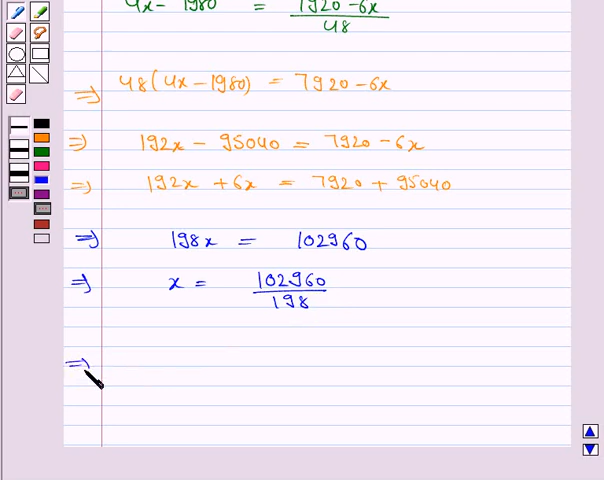 4x - 1980 = 7920 - 6x / 48
⇒ 48(4x - 1980) = 7920 - 6x
⇒ 192x - 95040 = 7920 - 6x
⇒ 192x + 6x = 7920 + 95040
⇒ 198x = 102960
⇒ x = 102960 / 198
⇒